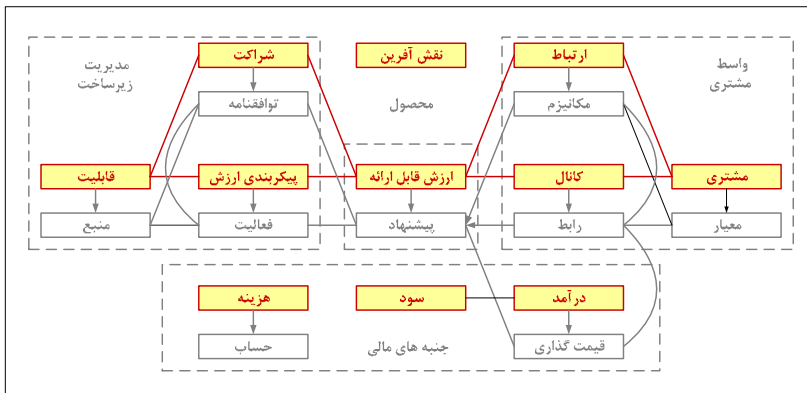 مدیریت
زیرساخت
شراکت
نقش آفرین
ارتباط
واسط
مشتری
توافقنامه
محصول
مکانیزم
قابلیت
پیکربندی ارزش
ارزش قابل ارائه
کانال
مشتری
منبع
فعالیت
پیشنهاد
رابط
معیار
هزینه
سود
درآمد
حساب
جنبه های مالی
قیمت گذاری